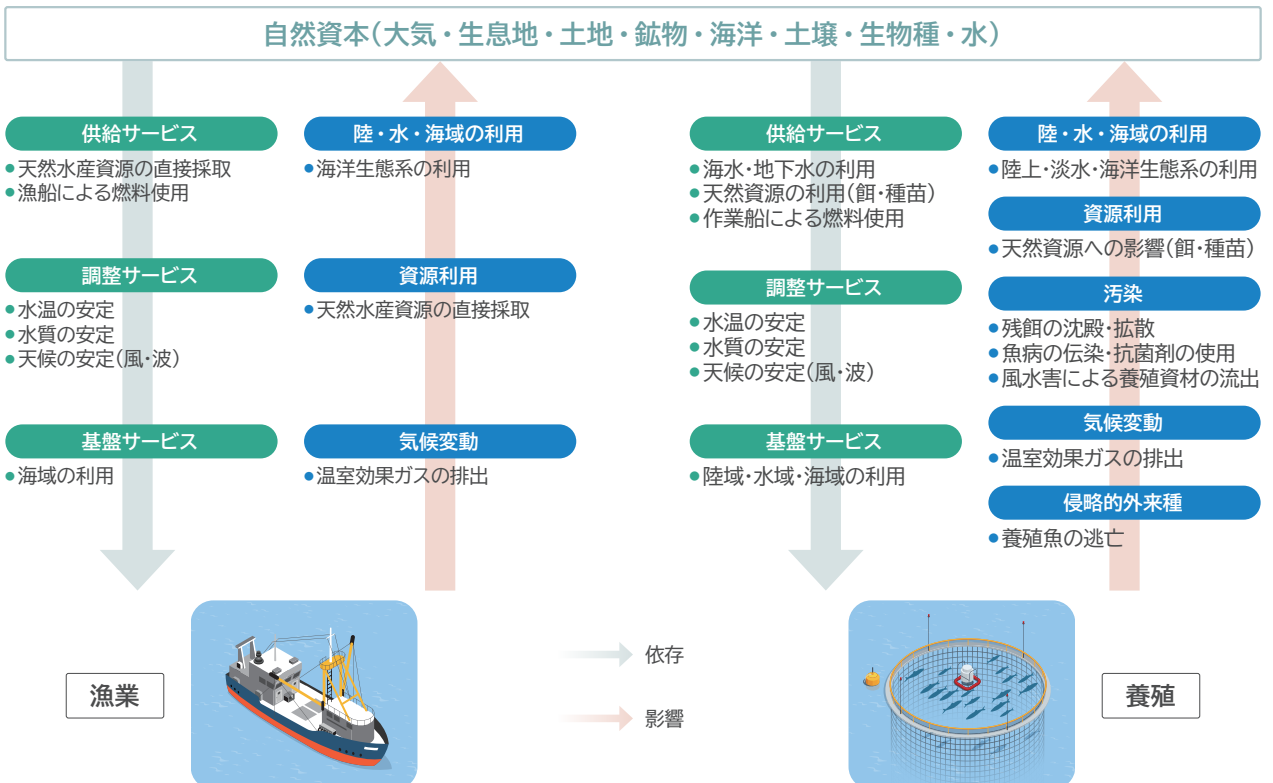 自然資本(大気・生息地・土地・鉱物・海洋・土壌・生物種・水)
供給サービス
●天然水産資源の直接採取
●漁船による燃料使用
調整サービス
●水温の安定
●水質の安定
●天候の安定(風・波)
基盤サービス
●海域の利用
陸・水・海域の利用
●海洋生態系の利用
資源利用
●天然水産資源の直接採取
気候変動
●温室効果ガスの排出
漁業
依存
影響
供給サービス
●海水・地下水の利用
●天然資源の利用(餌・種苗)
●作業船による燃料使用
調整サービス
●水温の安定
●水質の安定
●天候の安定(風・波)
基盤サービス
●陸域・水域・海域の利用
陸・水・海域の利用
●陸上・淡水・海洋生態系の利用
資源利用
●天然資源への影響(餌・種苗)
汚染
●残餌の沈殿・拡散
●魚病の伝染・抗菌剤の使用
●風水害による養殖資材の流出
気候変動
●温室効果ガスの排出
侵略的外来種
●養殖魚の逃亡
養殖